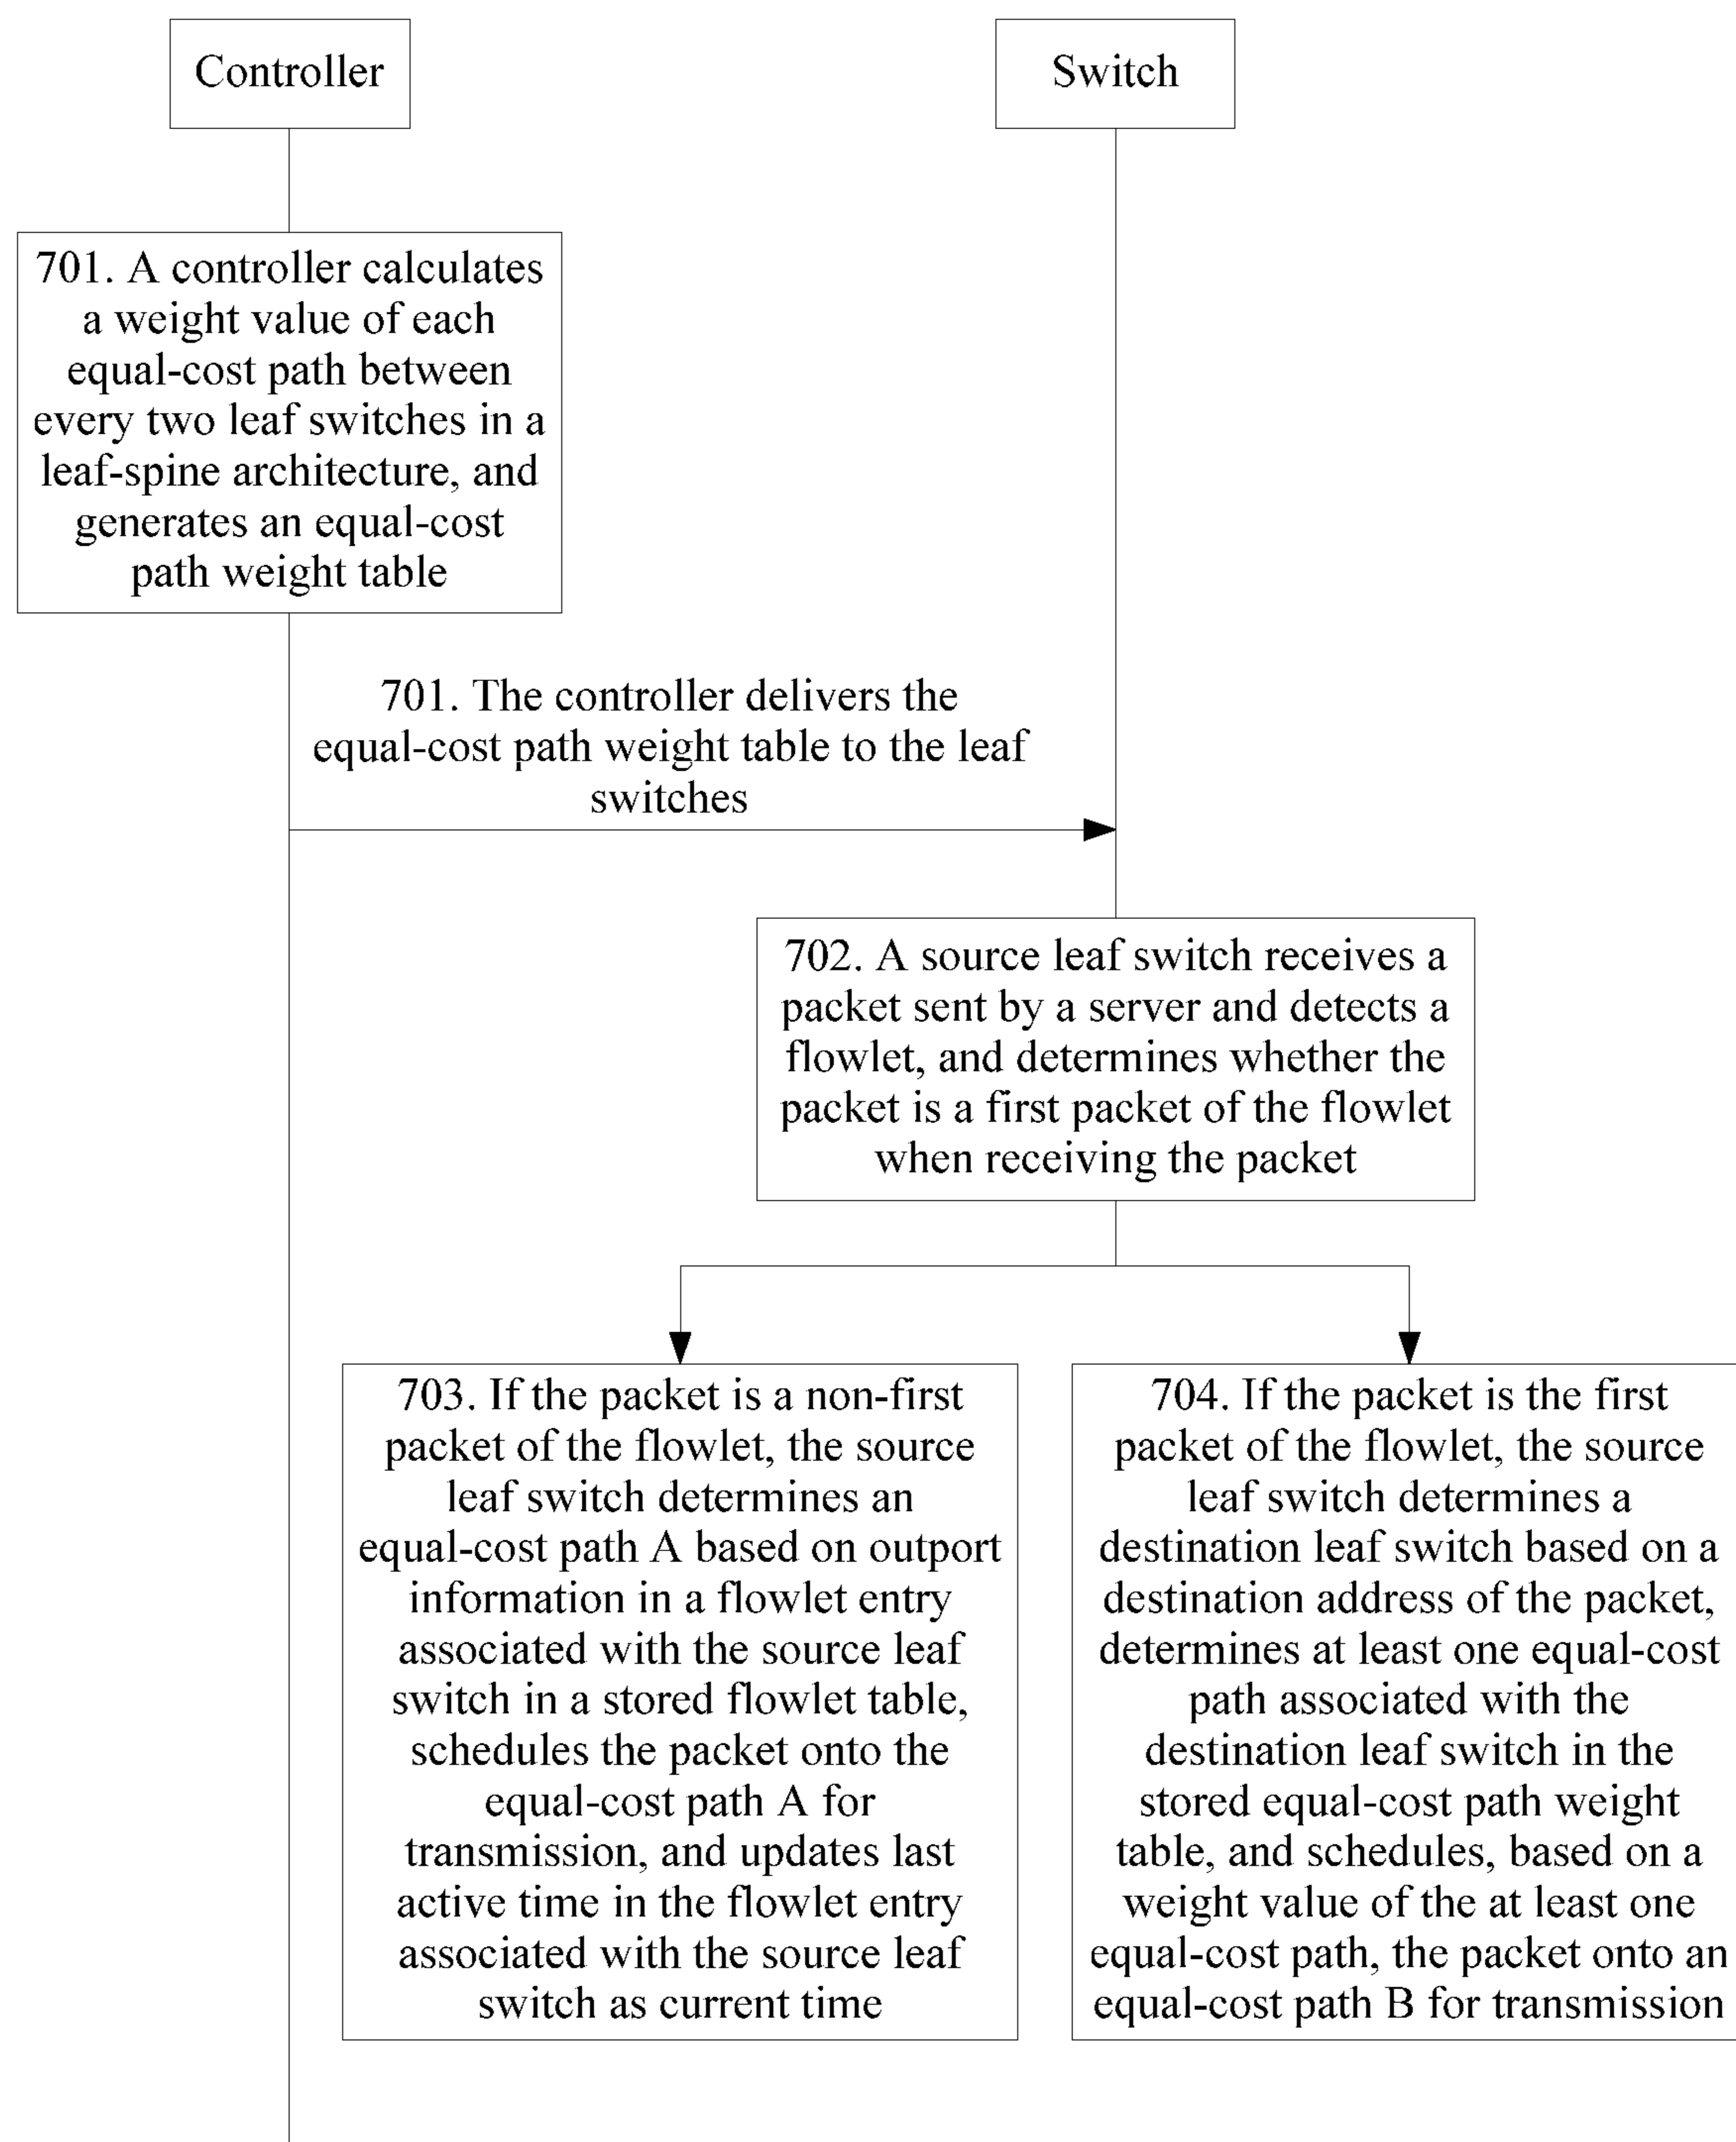 Controller
Switch
701. A controller calculates
a weight value of each
equal-cost path between
every two leaf switches in a
leaf-spine architecture, and
generates an equal-cost
path weight table
701. The controller delivers the
equal-cost path weight table to the leaf
switches
702. A source leaf switch receives a
packet sent by a server and detects a
flowlet, and determines whether the
packet is a first packet of the flowlet
when receiving the packet
703. If the packet is a non-first
packet of the flowlet, the source
leaf switch determines an
equal-cost path A based on outport
information in a flowlet entry
associated with the source leaf
switch in a stored flowlet table,
schedules the packet onto the
equal-cost path A for
transmission, and updates last
active time in the flowlet entry
associated with the source leaf
switch as current time
704. If the packet is the first
packet of the flowlet, the source
leaf switch determines a
destination leaf switch based on a
destination address of the packet,
determines at least one equal-cost
path associated with the
destination leaf switch in the
stored equal-cost path weight
table, and schedules, based on a
weight value of the at least one
equal-cost path, the packet onto an
equal-cost path B for transmission